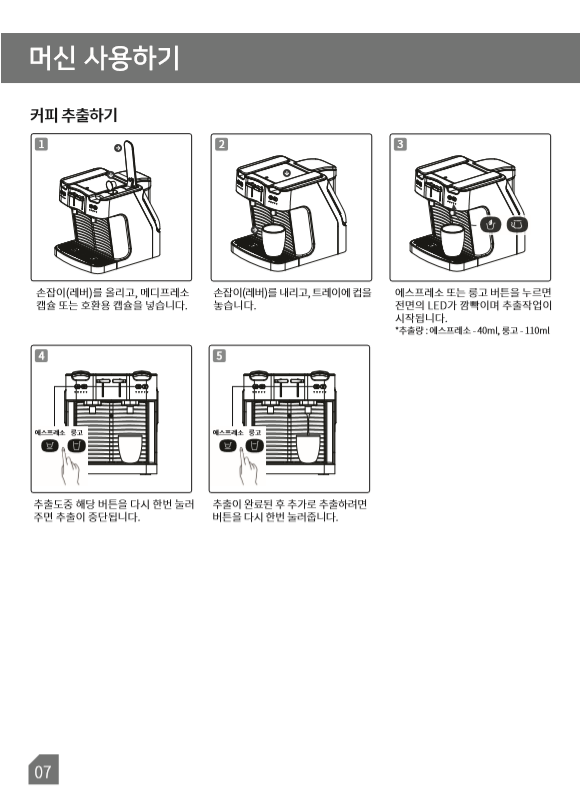 머신 사용하기
커피 추출하기
1
손잡이(레버)를 올리고, 메디프레소
캡슐 또는 호환용 캡슐을 넣습니다.
2
손잡이(레버)를 내리고, 트레이에 컵을
놓습니다.
3
에스프레소 또는 룽고 버튼을 누르면
전면의 LED가 깜빡이며 추출작업이
시작됩니다.
*추출량 : 에스프레소 - 40ml, 룽고 - 110ml
4
에스프레소 룽고
추출도중 해당 버튼을 다시 한번 눌러
주면 추출이 중단됩니다.
5
에스프레소 룽고
추출이 완료된 후 추가로 추출하려면
버튼을 다시 한번 눌러줍니다.
07